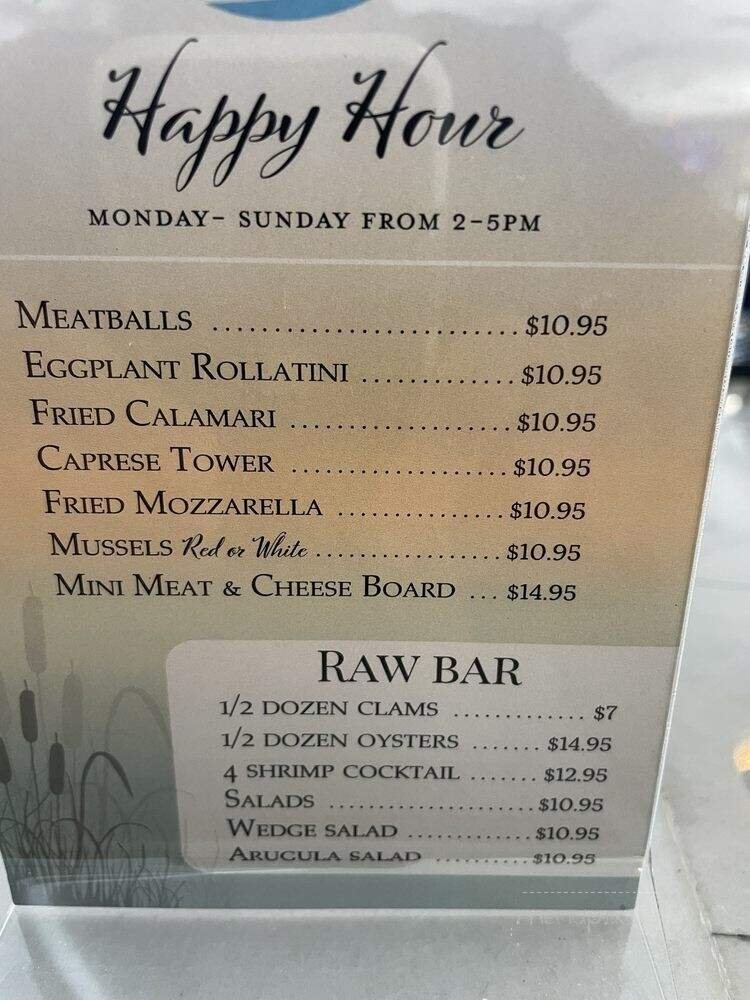 Happy Hour
MONDAY- SUNDAY FROM 2-5PM
MEATBALLS ......................... $10.95
EGGPLANT ROLLATINI ............. $10.95
FRIED CALAMARI .................. $10.95
CAPRESE TOWER .................. $10.95
FRIED MOZZARELLA ............... $10.95
MUSSELS Red or White ................. $10.95
MINI MEAT & CHEESE BOARD ... $14.95
RAW BAR
1/2 DOZEN CLAMS ............. $7
1/2 DOZEN OYSTERS ....... $14.95
4 SHRIMP COCKTAIL ....... $12.95
SALADS .................... $10.95
WEDGE SALAD ............. $10.95
ARUGULA SALAD .......... $10.95